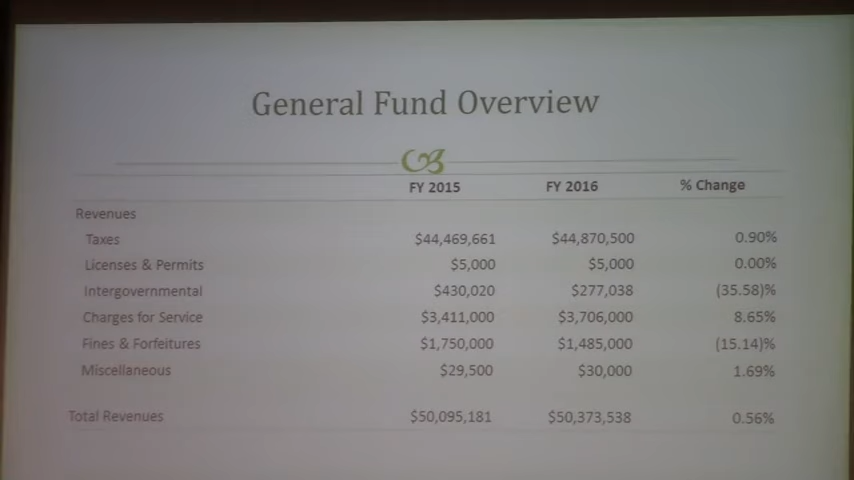 General Fund Overview
FY 2015 FY 2016 % Change
Revenues
Taxes $44,469,661 $44,870,500 0.90%
Licenses & Permits $5,000 $5,000 0.00%
Intergovernmental $430,020 $277,038 (35.58)%
Charges for Service $3,411,000 $3,706,000 8.65%
Fines & Forfeitures $1,750,000 $1,485,000 (15.14)%
Miscellaneous $29,500 $30,000 1.69%
Total Revenues $50,095,181 $50,373,538 0.56%